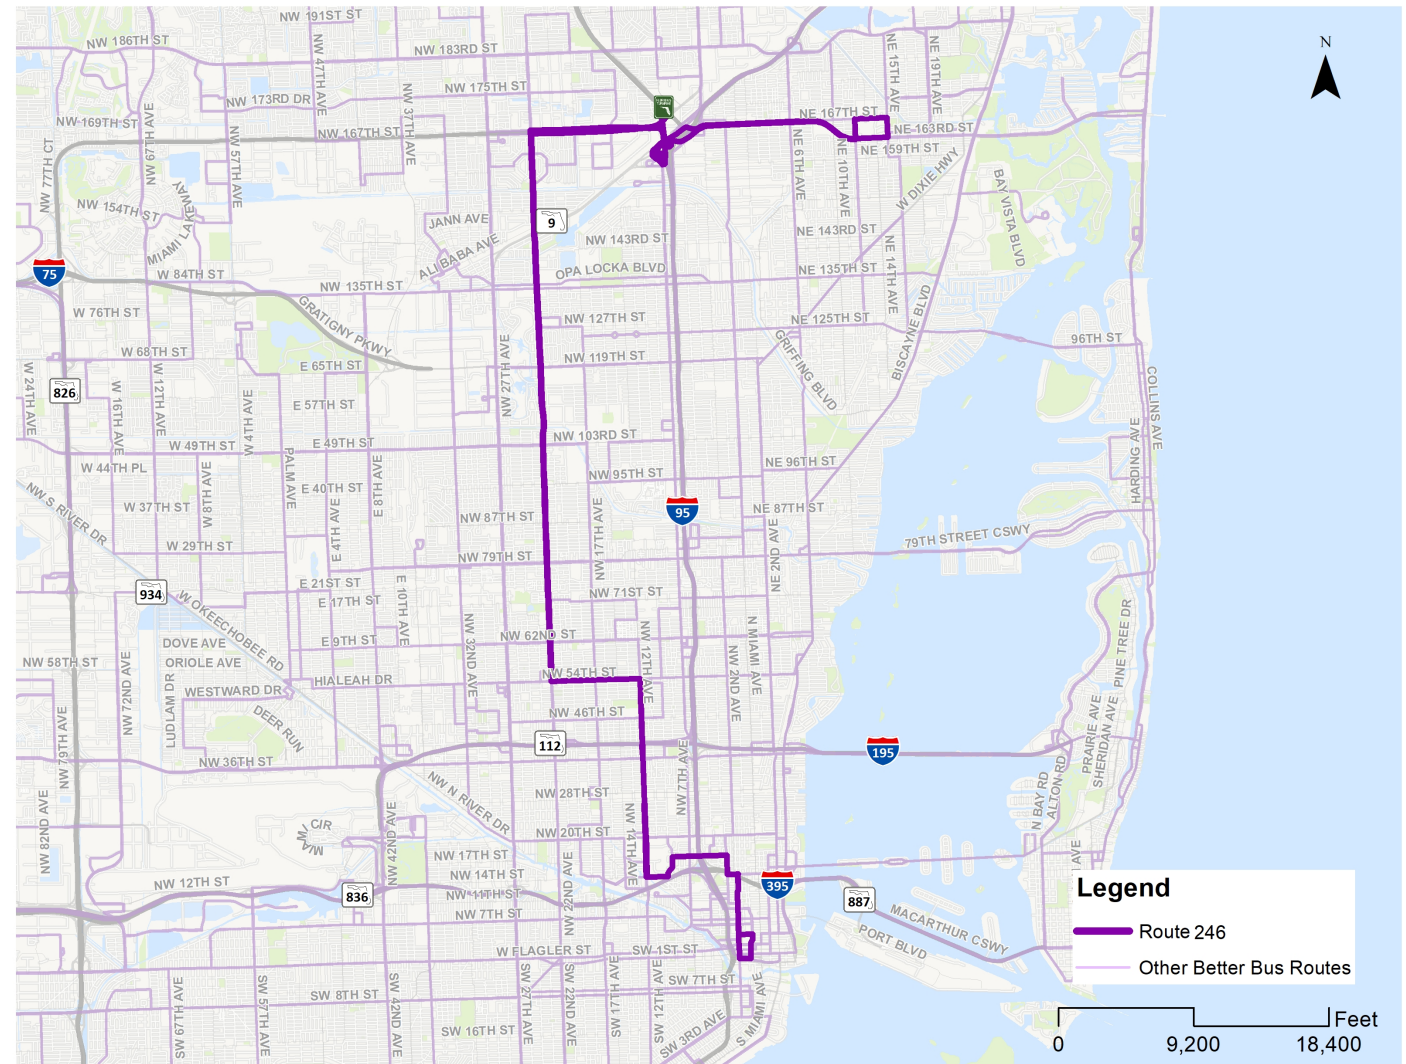 NW 191ST ST
NW 186TH ST
NW 183RD ST
NW 47TH AVE
NE 15TH AVE
NE 19TH AVE
N
NW 175TH ST
NW 173RD DR
NW 37TH AVE
NW 169TH ST
NW 167TH ST
NE 167TH ST
NE 163RD ST
NE 159TH ST
NW 77TH CT
NW 67TH AVE
NW 57TH AVE
NE 6TH AVE
NE 10TH AVE
W DIXIE HWY
BAY VISTA BLVD
NW 154TH ST
MIAMI LAKEWAY
JANN AVE
ALI BABA AVE
9
NW 143RD ST
NE 143RD ST
NE 14TH AVE
75
W 84TH ST
NW 135TH ST
OPA LOCKA BLVD
NE 135TH ST
W 76TH ST
GRATIGNY PKWY
NW 127TH ST
NE 125TH ST
BISCAYNE BLVD
96TH ST
W 68TH ST
E 65TH ST
NW 27TH AVE
NW 119TH ST
GRIFFING BLVD
COLLINS AVE
W 24TH AVE
826
W 16TH AVE
W 12TH AVE
W 4TH AVE
E 57TH ST
W 49TH ST
E 49TH ST
NW 103RD ST
HARDING AVE
W 44TH PL
W 8TH AVE
PALM AVE
E 40TH ST
E 8TH AVE
NW 95TH ST
NE 96TH ST
NW S RIVER DR
W 37TH ST
E 4TH AVE
NW 87TH ST
NW 17TH AVE
95
NE 87TH ST
NE 2ND AVE
79TH STREET CSWY
W 29TH ST
NW 79TH ST
934
E 21ST ST
E 17TH ST
E 10TH AVE
NW 71ST ST
W OKEECHOBEE RD
DOVE AVE
ORIOLE AVE
E 9TH ST
NW 32ND AVE
NW 62ND ST
NW 12TH AVE
NW 2ND AVE
N MIAMI AVE
PINE TREE DR
NW 58TH ST
NW 72ND AVE
LUDLAM DR
WESTWARD DR
HIALEAH DR
NW 54TH ST
NW 79TH AVE
DEER RUN
NW 46TH ST
PRAIRIE AVE
SHERIDAN AVE
112
195
NW 36TH ST
NW N RIVER DR
NW 7TH AVE
N BAY RD
ALTON RD
NW 28TH ST
NW 82ND AVE
MIA
CIR
NW 42ND AVE
NW 20TH ST
NW 14TH AVE
NW 17TH ST
NW 14TH ST
NW 22ND AVE
NW 12TH ST
836
NW 11TH ST
NW 7TH ST
395
887
MACARTHUR CSWY
PORT BLVD
AVE
W FLAGLER ST
SW 1ST ST
SW 7TH ST
SW 8TH ST
SW 67TH AVE
SW 57TH AVE
SW 42ND AVE
SW 27TH AVE
SW 22ND AVE
SW 17TH AVE
SW 12TH AVE
SW 16TH ST
SW 3RD AVE
S MIAMI AVE
Legend
Route 246
Other Better Bus Routes
Feet
0
9,200
18,400